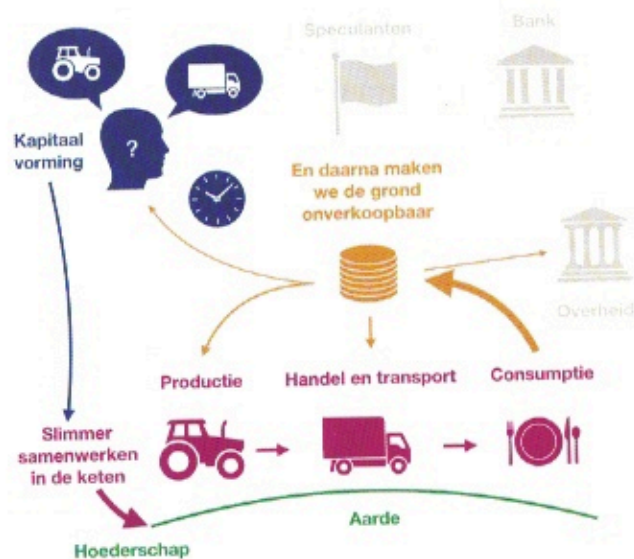 Speculanten
Bank
Kapitaal
vorming
?
En daarna maken
we de grond
onverkoopbaar
Overheid
Productie
Handel en transport
Consumptie
Slimmer
samenwerken
in de keten
Aarde
Hoederschap